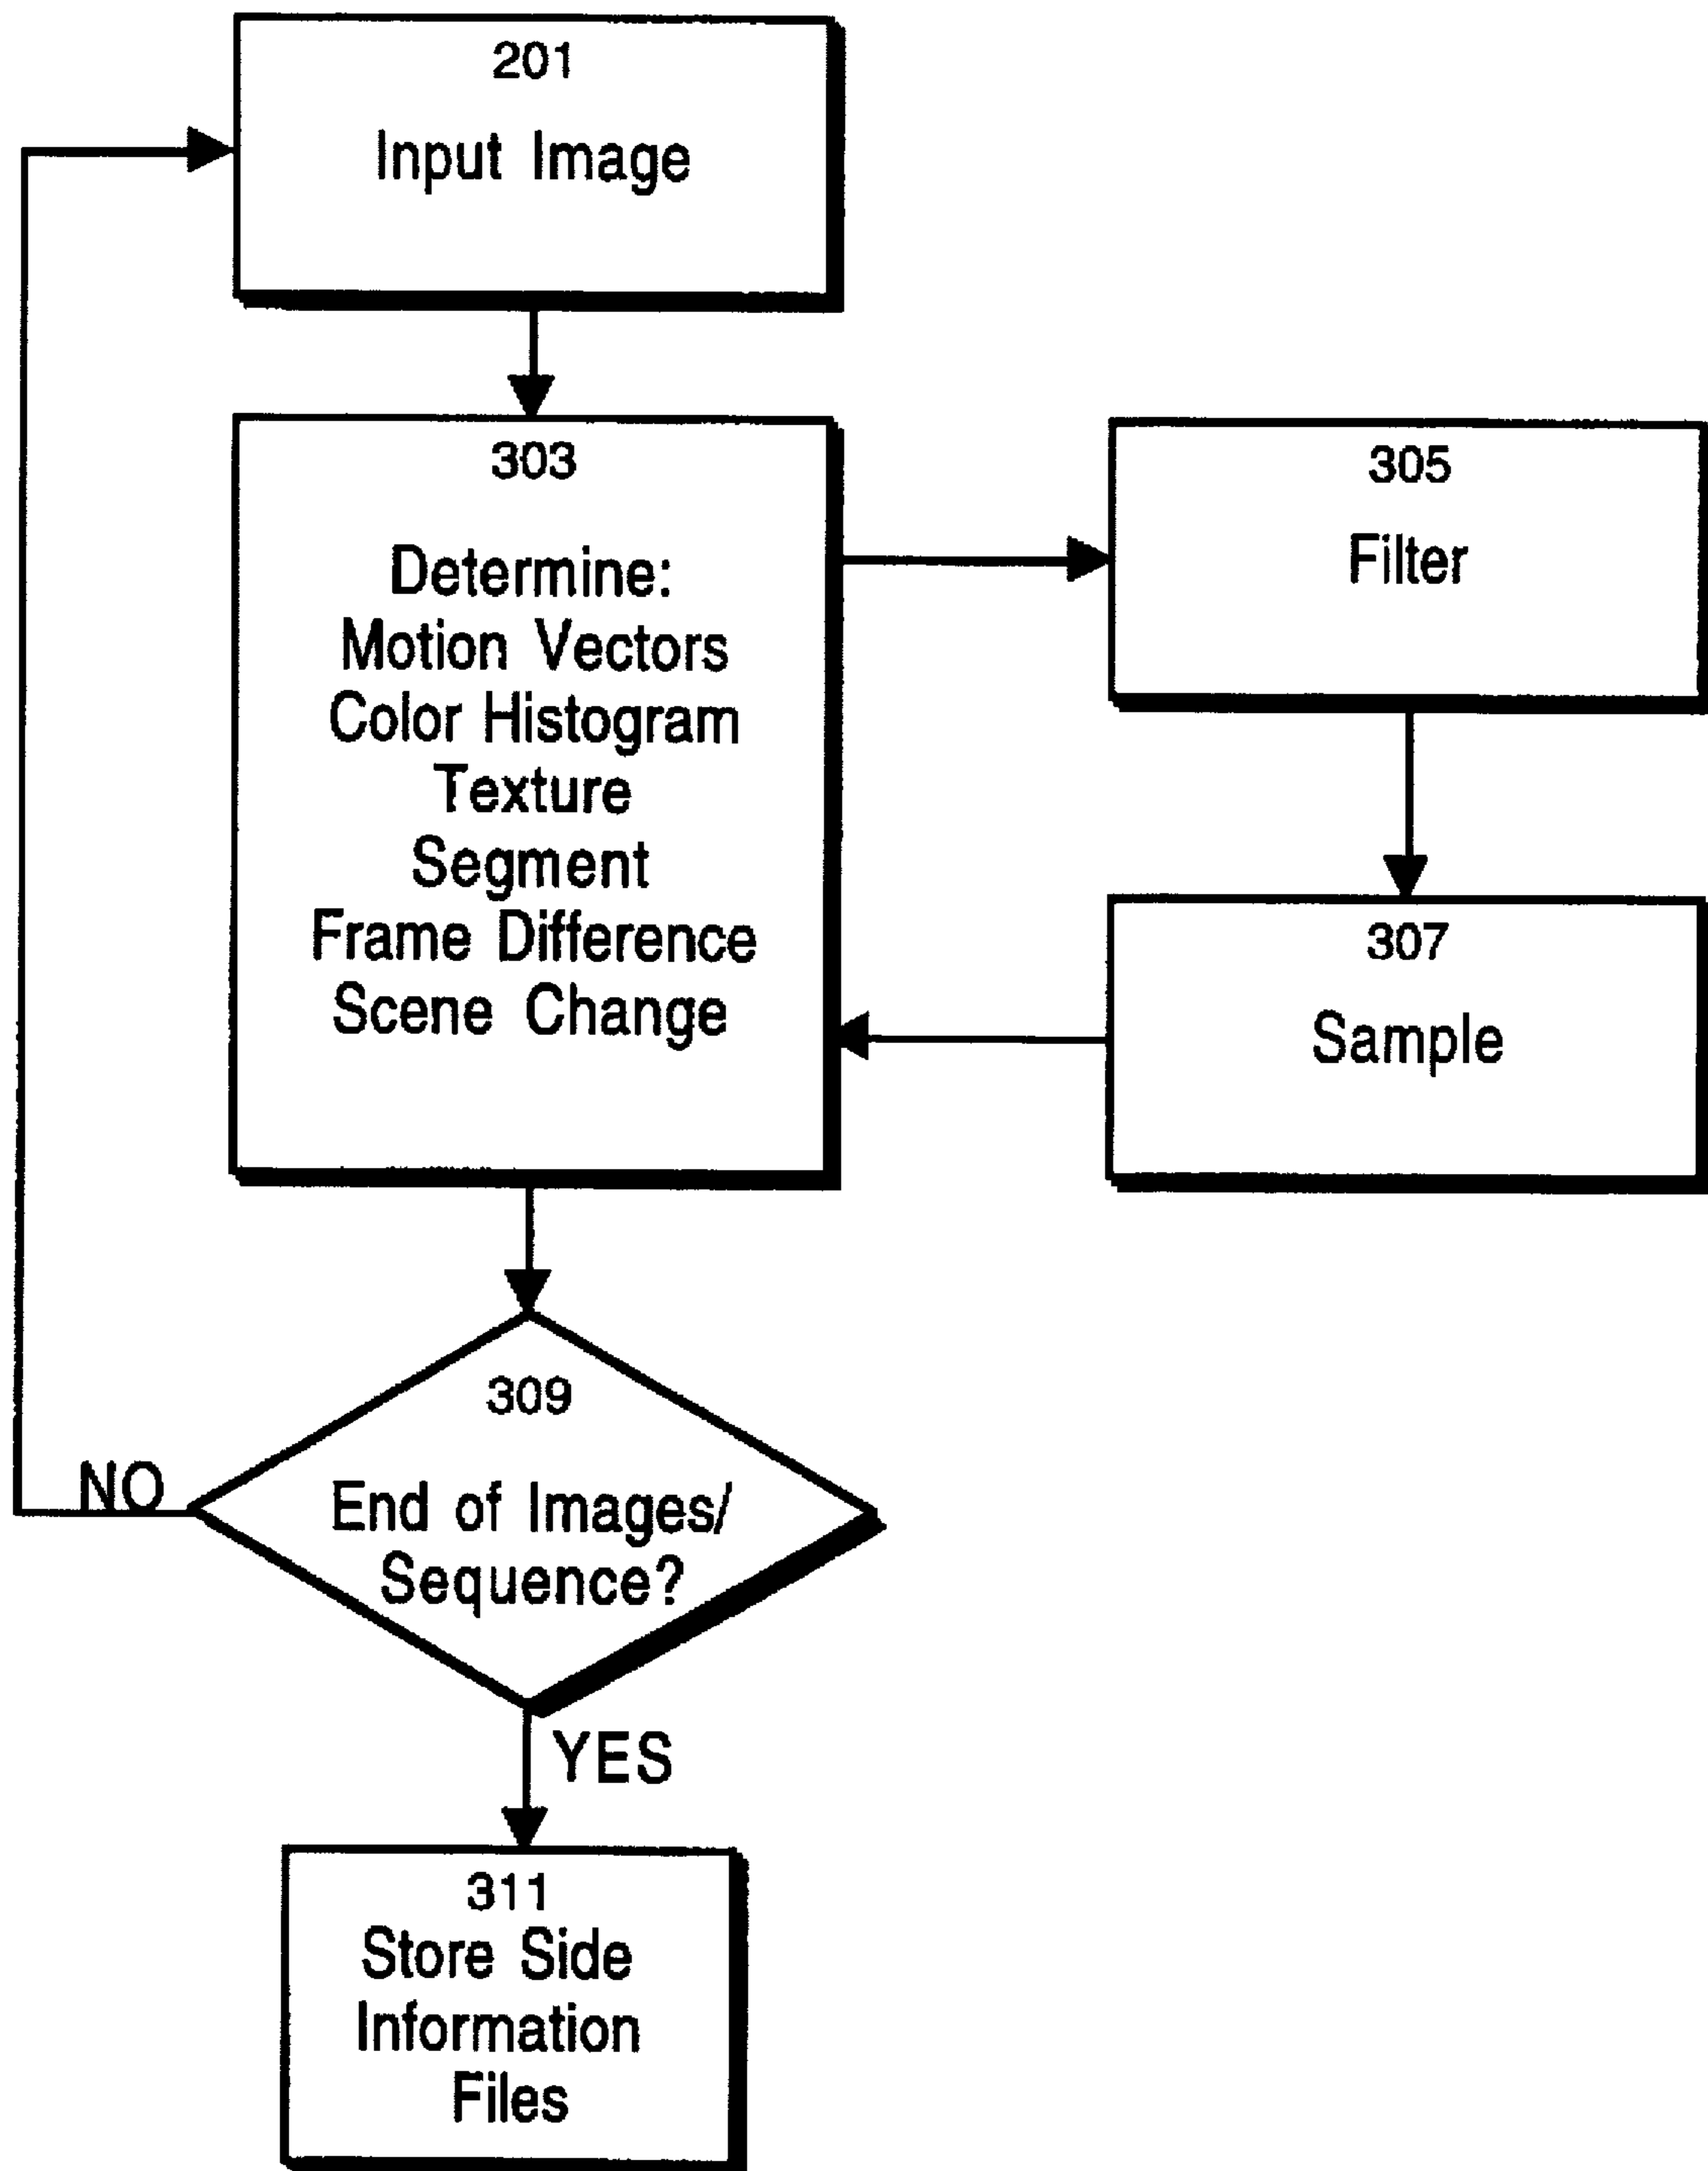 201
Input Image
303
Determine:
Motion Vectors
Color Histogram
Texture
Segment
Frame Difference
Scene Change
305
Filter
307
Sample
309
End of Images/
Sequence?
NO
YES
311
Store Side
Information
Files